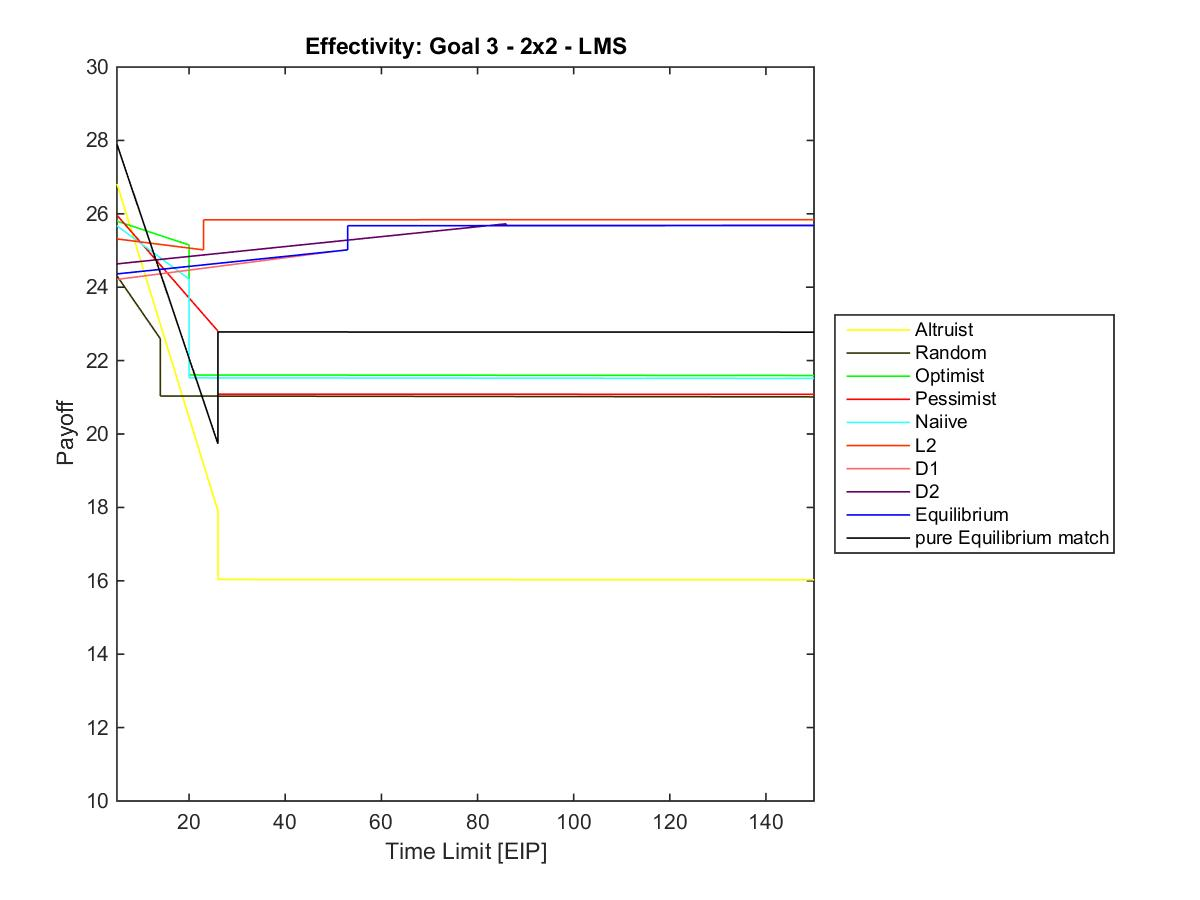 Effectivity: Goal 3 - 2x2 - LMS
30
28
26
24
22
20
18
16
14
12
10
Payoff
20 40 60 80 100 120 140
Time Limit [EIP]
Altruist
Random
Optimist
Pessimist
Naiive
L2
D1
D2
Equilibrium
pure Equilibrium match